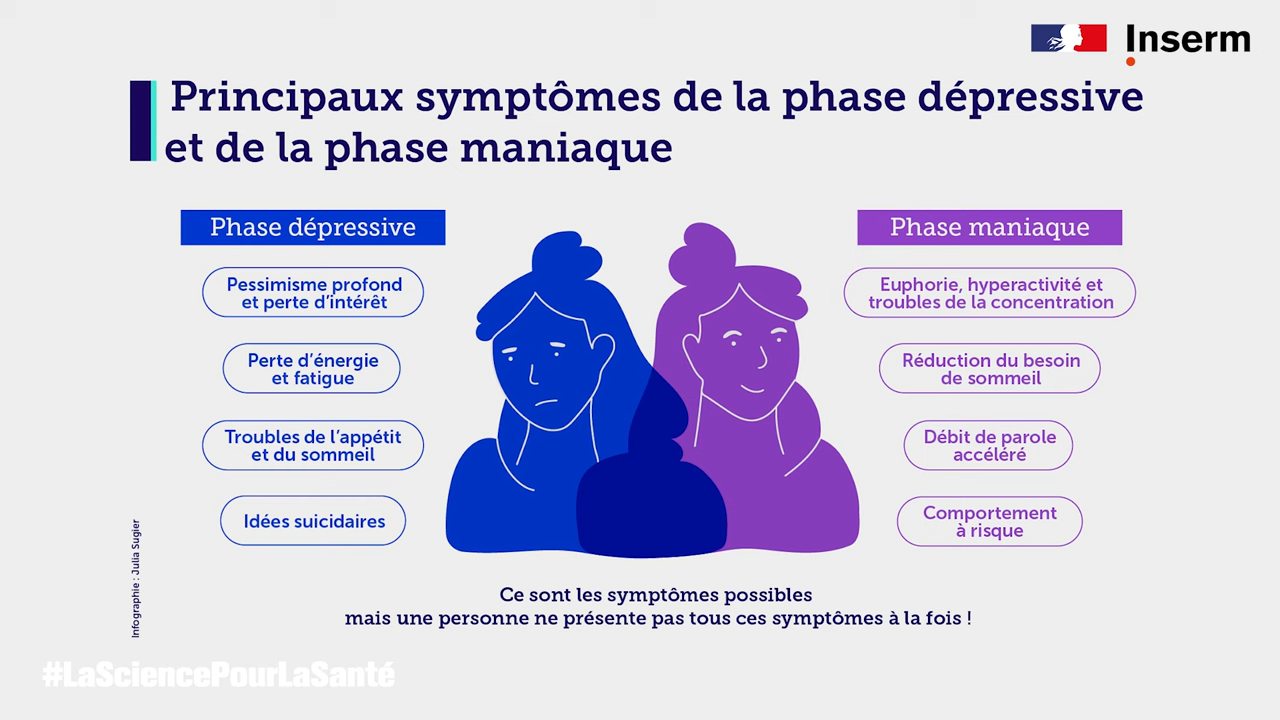 Inserm
Principaux symptômes de la phase dépressive
et de la phase maniaque
Phase dépressive
Pessimisme profond
et perte d'intérêt
Perte d'énergie
et fatigue
Troubles de l'appétit
et du sommeil
Idées suicidaires
Phase maniaque
Euphorie, hyperactivité et
troubles de la concentration
Réduction du besoin
de sommeil
Débit de parole
accéléré
Comportement
à risque
Ce sont les symptômes possibles
mais une personne ne présente pas tous ces symptômes à la fois !
Infographie : Julia Sugier
#LaSciencePourLaSanté